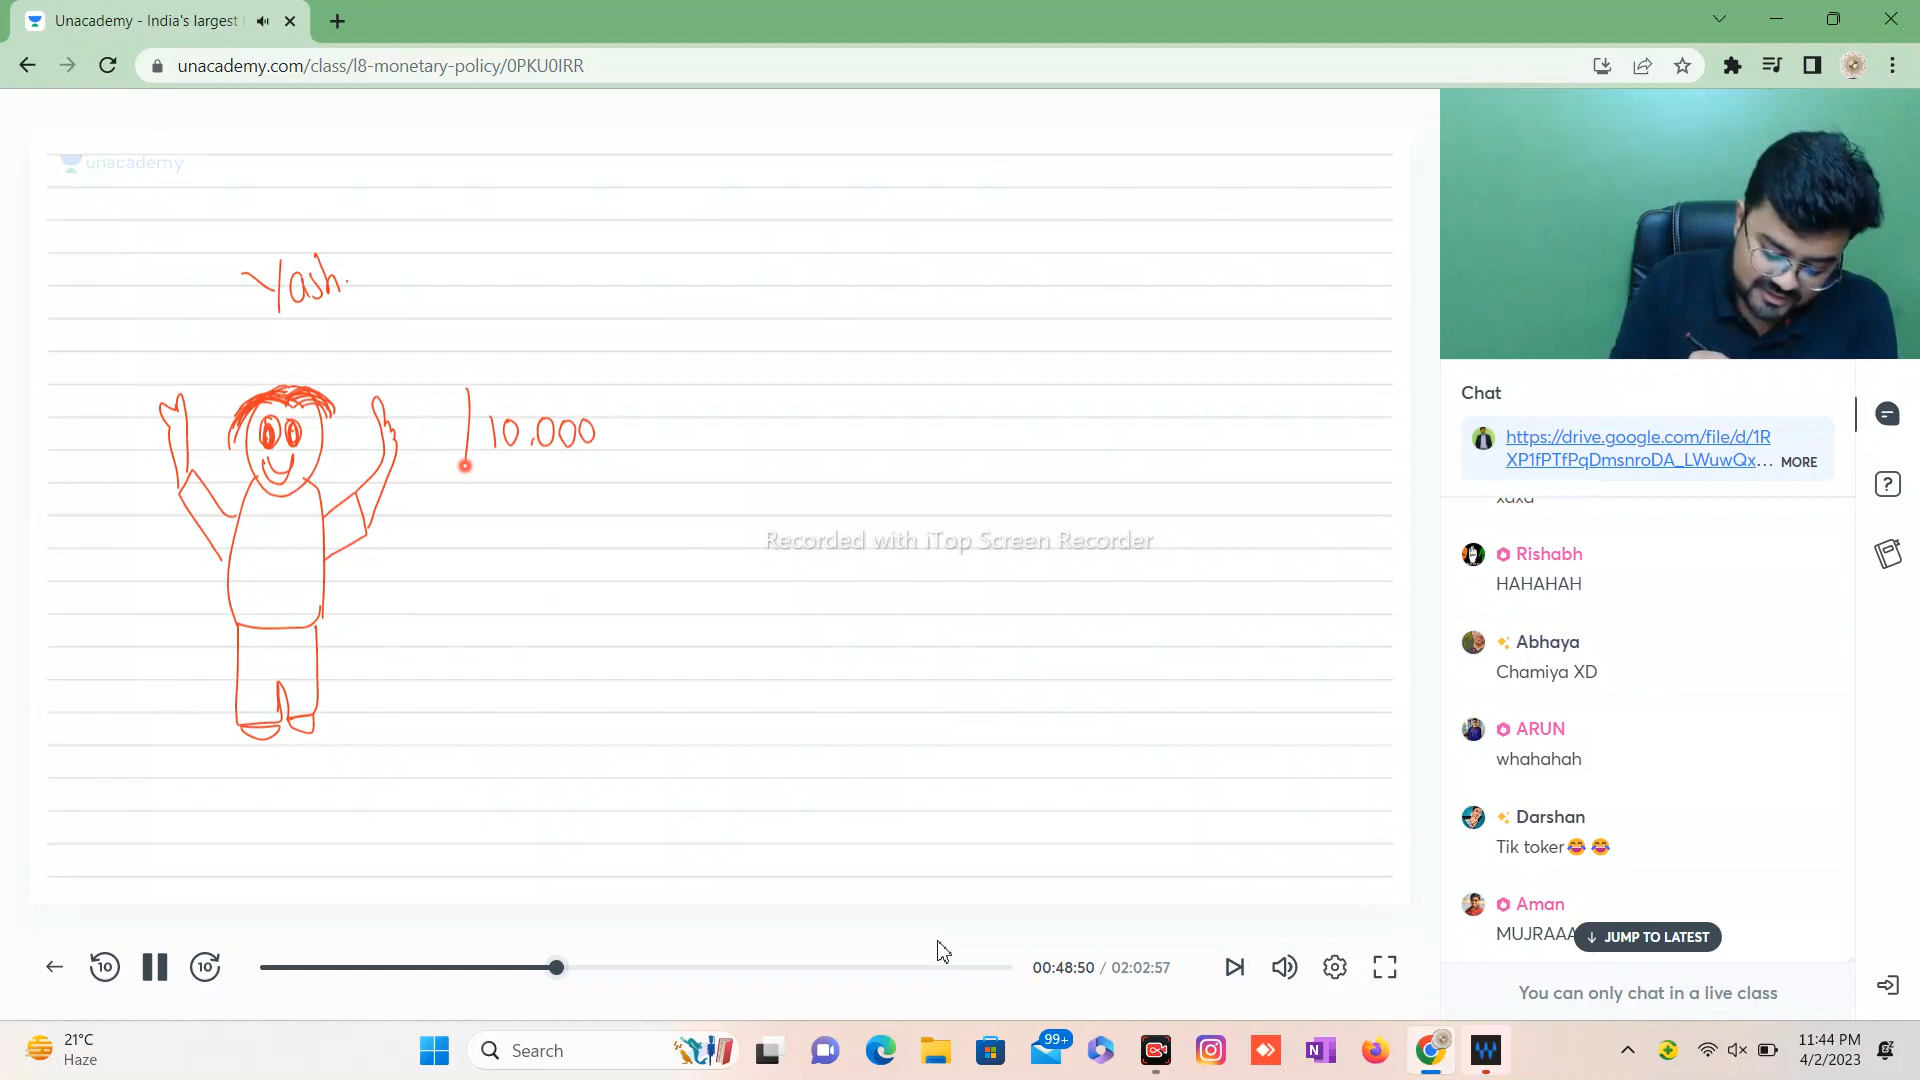 Unacademy - India's largest
unacademy.com/class/l8-monetary-policy/0PKU0IRR
unacademy
Yash.
10,000
Recorded with iTop Screen Recorder
Chat
https://drive.google.com/file/d/1R
XP1fPTfPqDmsnroDA_LWuwQx... MORE
xaxa
Rishabh
HAHAHAH
Abhaya
Chamiya XD
ARUN
whahahah
Darshan
Tik toker😂😂
Aman
MUJRAAA
↓ JUMP TO LATEST
10
10
00:48:50 / 02:02:57
You can only chat in a live class
21°C
Haze
Search
99+
N
11:44 PM
4/2/2023